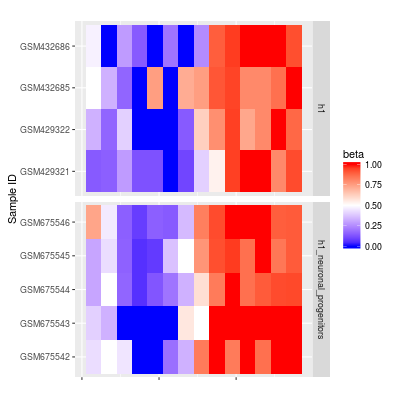 GSM432686
GSM432685
GSM429322
GSM429321
h1
GSM675546
GSM675545
GSM675544
GSM675543
GSM675542
h1_neuronal_progenitors
Sample ID
beta
1.00
0.75
0.50
0.25
0.00